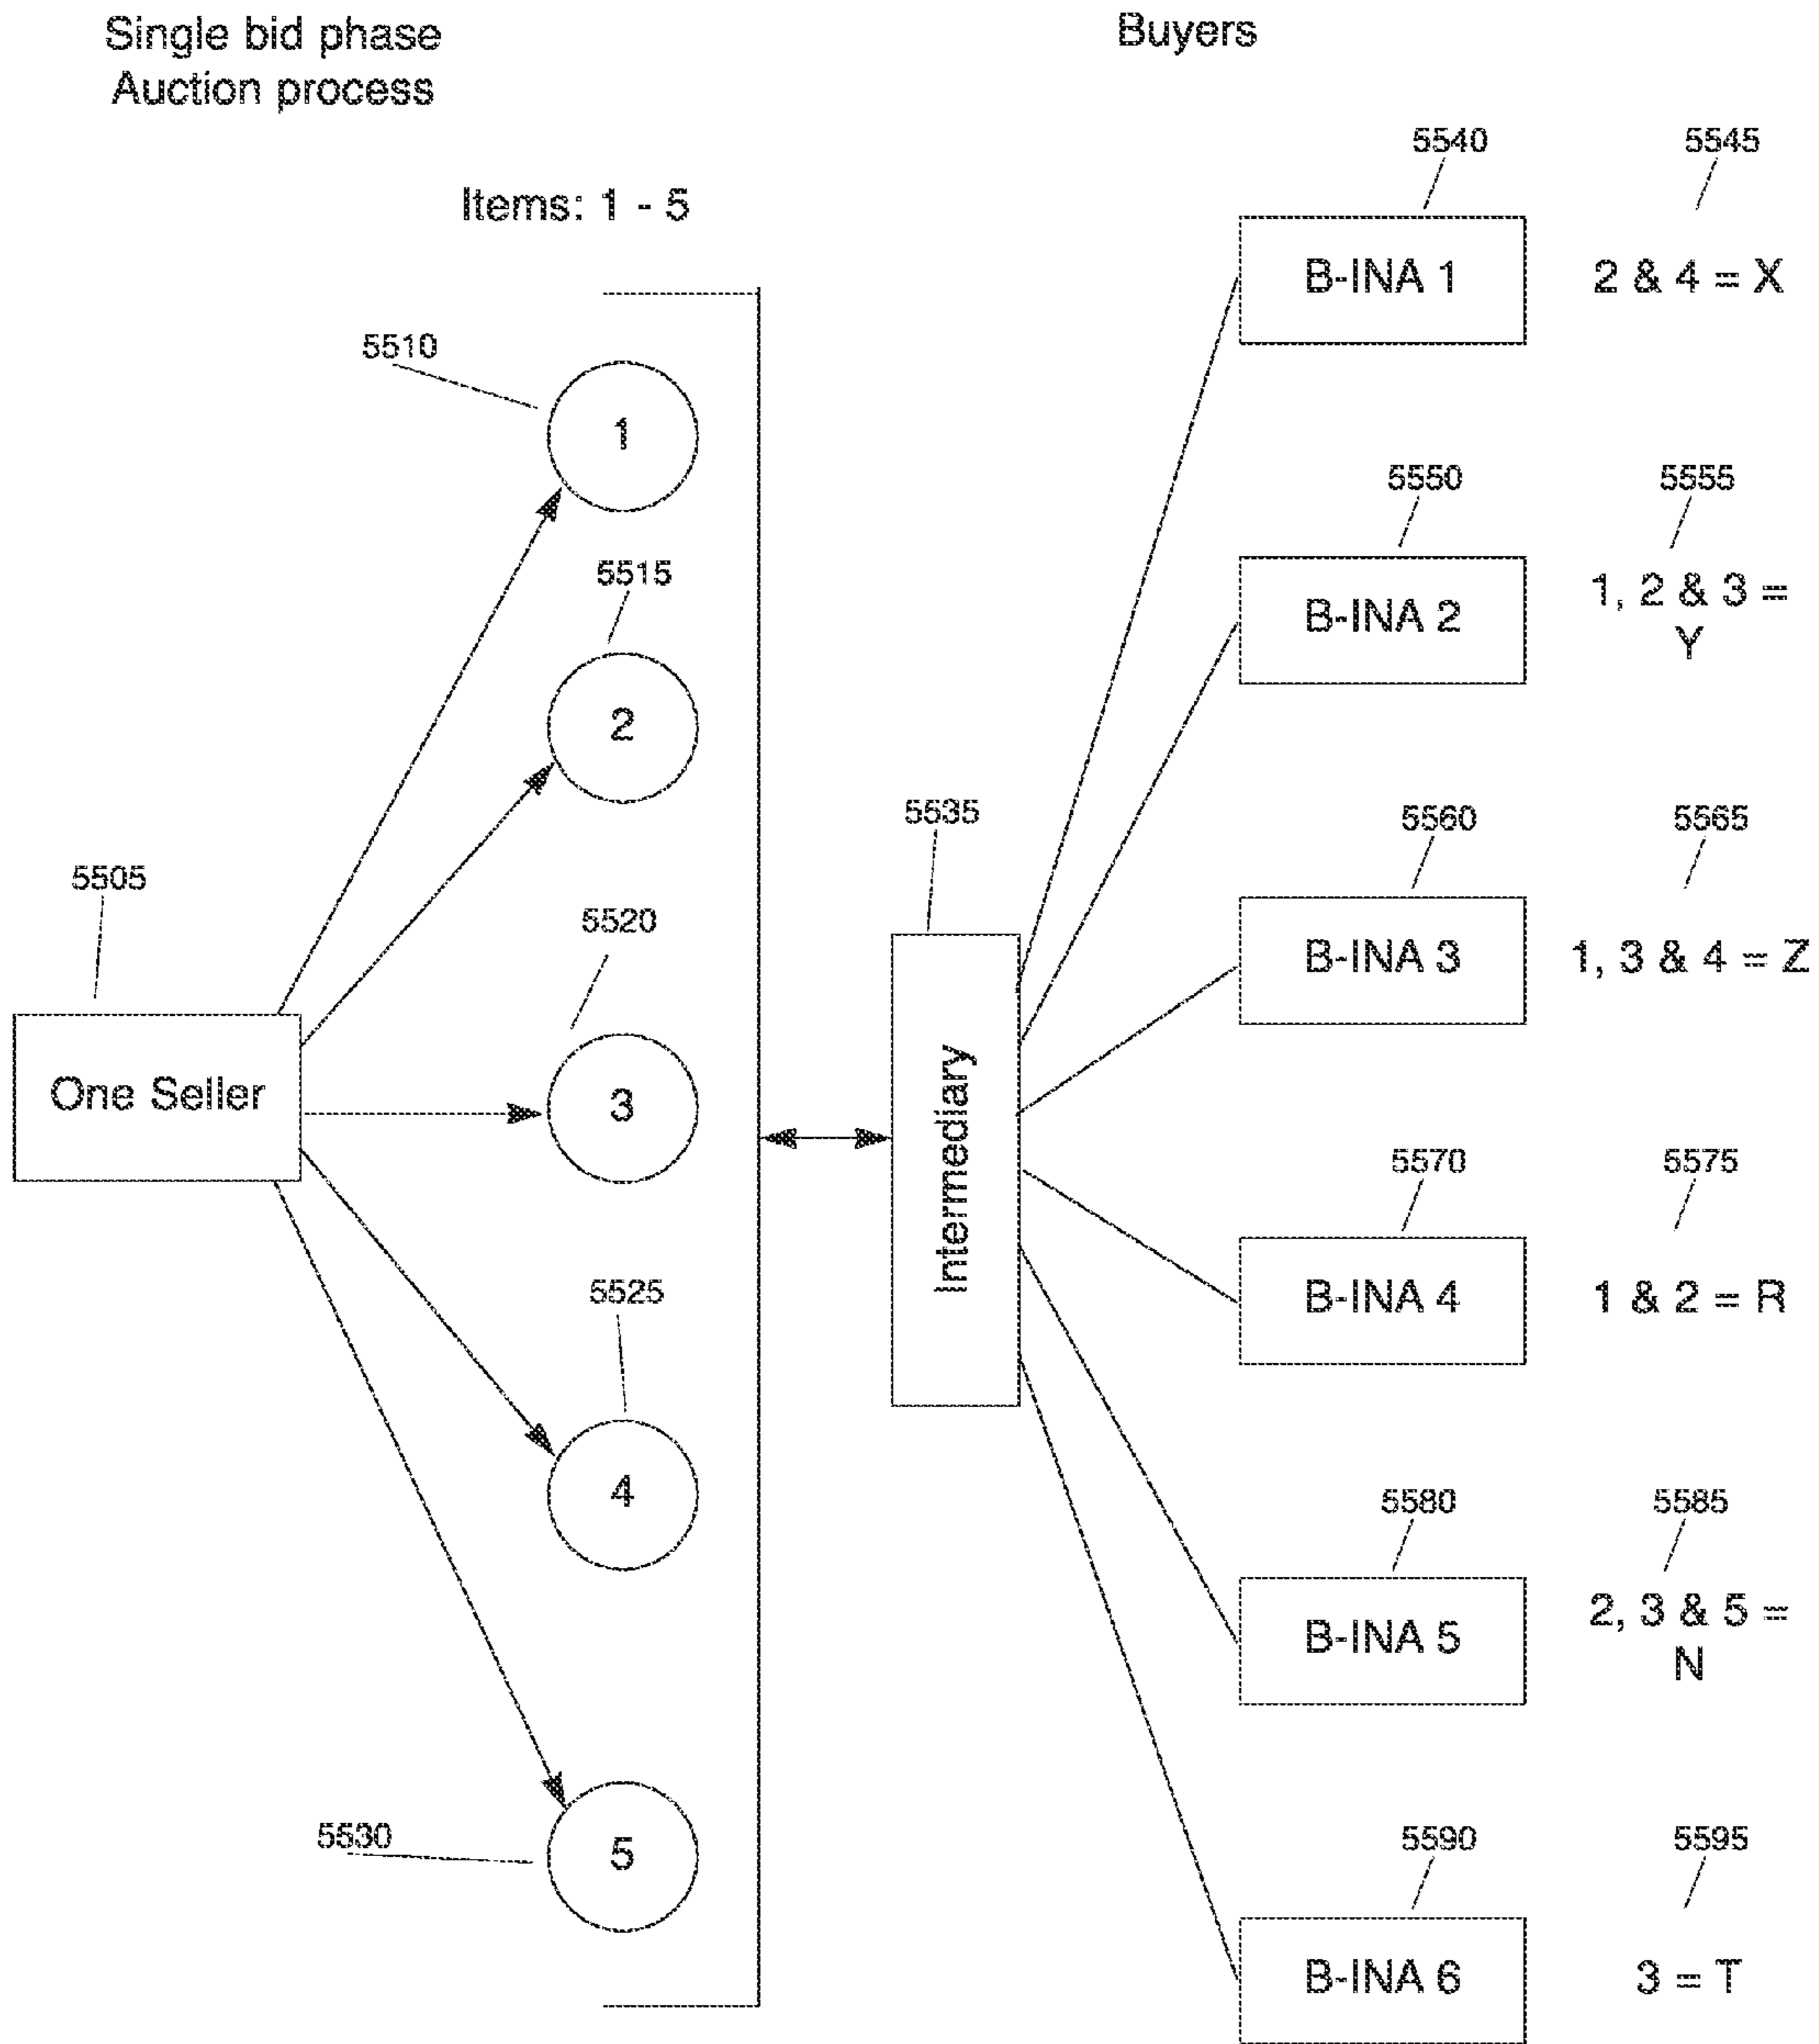 Single bid phase
Auction process
Buyers
Items: 1 - 5
5540
5545
B-INA 1
2 & 4 = X
5510
1
5550
5555
B-INA 2
1, 2 & 3 =
Y
5515
2
5535
5560
5565
B-INA 3
1, 3 & 4 = Z
5505
One Seller
5520
3
Intermediary
5570
5575
B-INA 4
1 & 2 = R
5525
4
5580
5585
B-INA 5
2, 3 & 5 =
N
5530
5
5590
5595
B-INA 6
3 = T